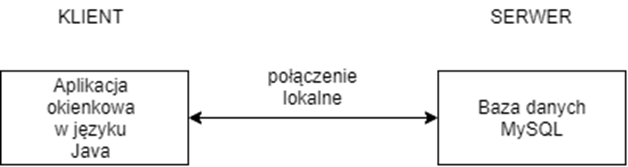 KLIENT
SERWER
Aplikacja
okienkowa
w języku
Java
połączenie
lokalne
Baza danych
MySQL